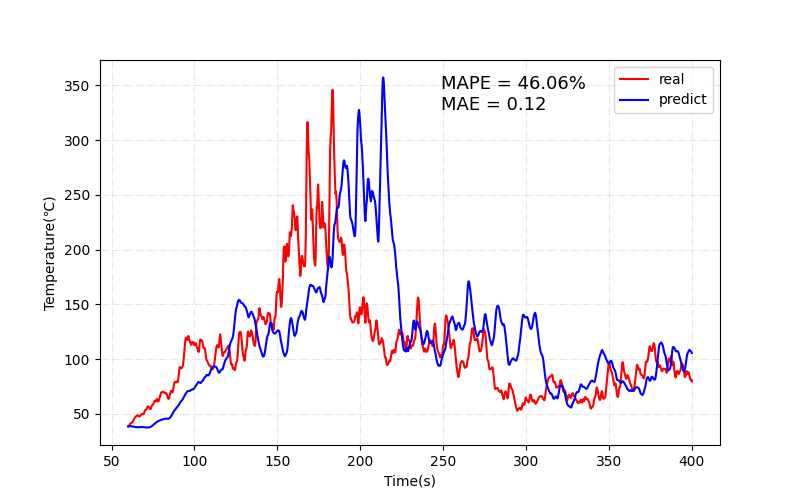 MAPE = 46.06%
MAE = 0.12
real
predict
Temperature(℃)
350
300
250
200
150
100
50
50 100 150 200 250 300 350 400
Time(s)